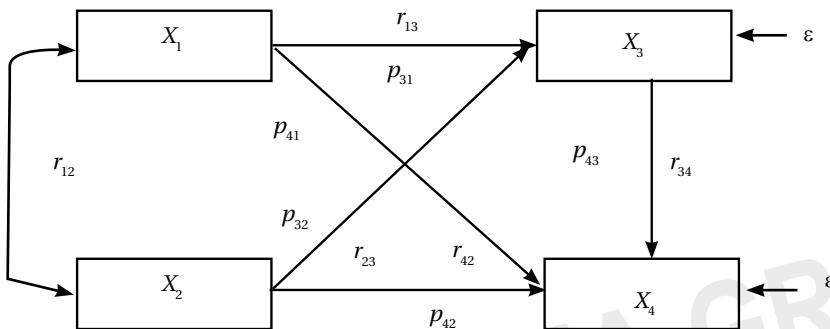 r₁₃
X₁
X₃
ε
p₃₁
p₄₁
r₁₂
p₄₃
r₃₄
p₃₂
r₂₃
r₄₂
X₂
X₄
ε
p₄₂